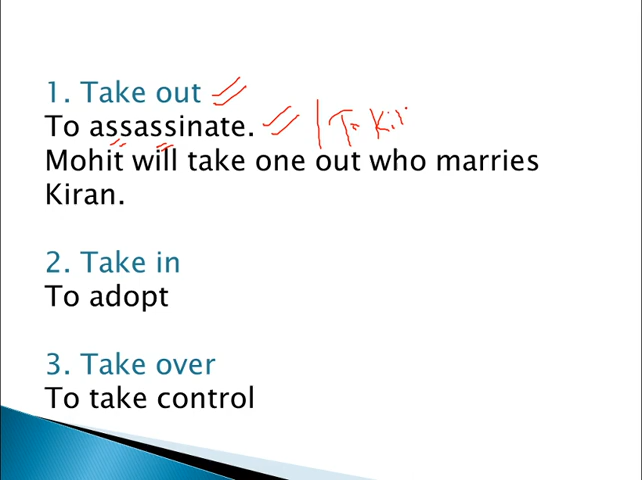 1. Take out
To assassinate. To Ki
Mohit will take one out who marries
Kiran.
2. Take in
To adopt
3. Take over
To take control